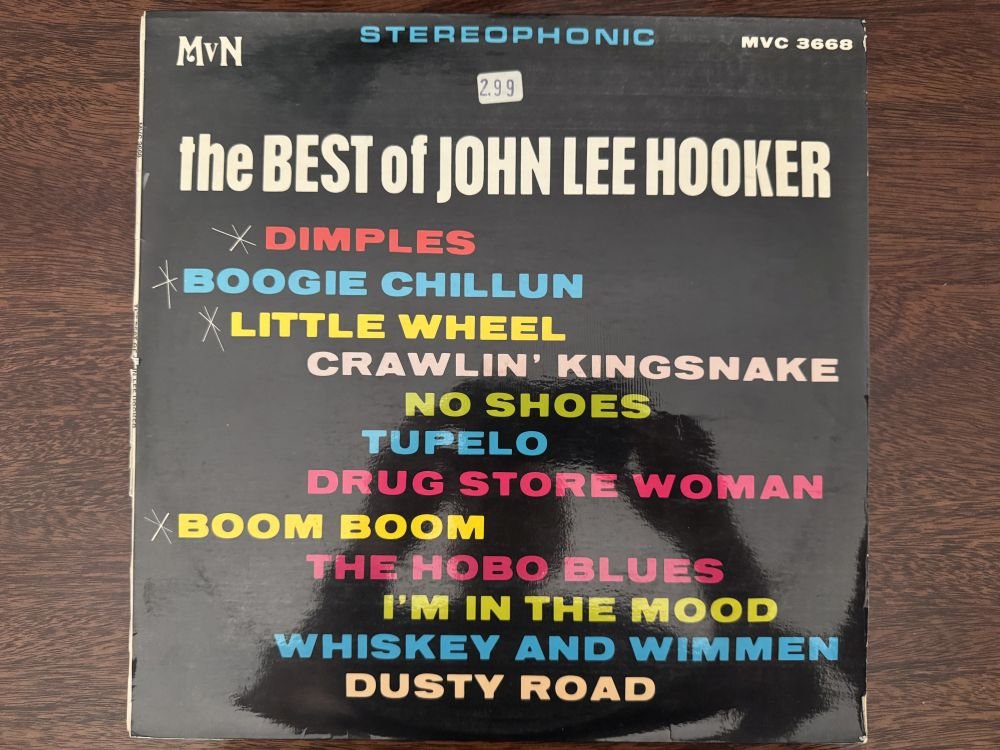 MvN
STEREOPHONIC
MVC 3668
2.99
the BEST of JOHN LEE HOOKER
DIMPLES
BOOGIE CHILLUN
LITTLE WHEEL
CRAWLIN' KINGSNAKE
NO SHOES
TUPELO
DRUG STORE WOMAN
BOOM BOOM
THE HOBO BLUES
I'M IN THE MOOD
WHISKEY AND WIMMEN
DUSTY ROAD